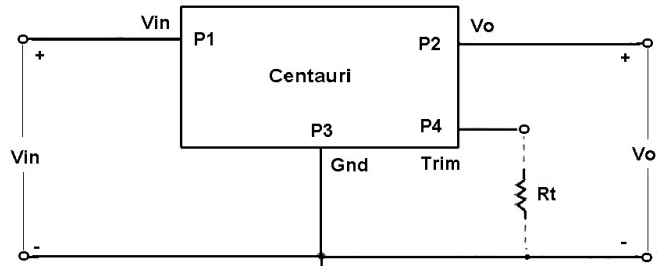 Vin
Vo
P1
P2
+
+
Centauri
P3
P4
Vin
Gnd
Trim
Vo
Rt
-
-